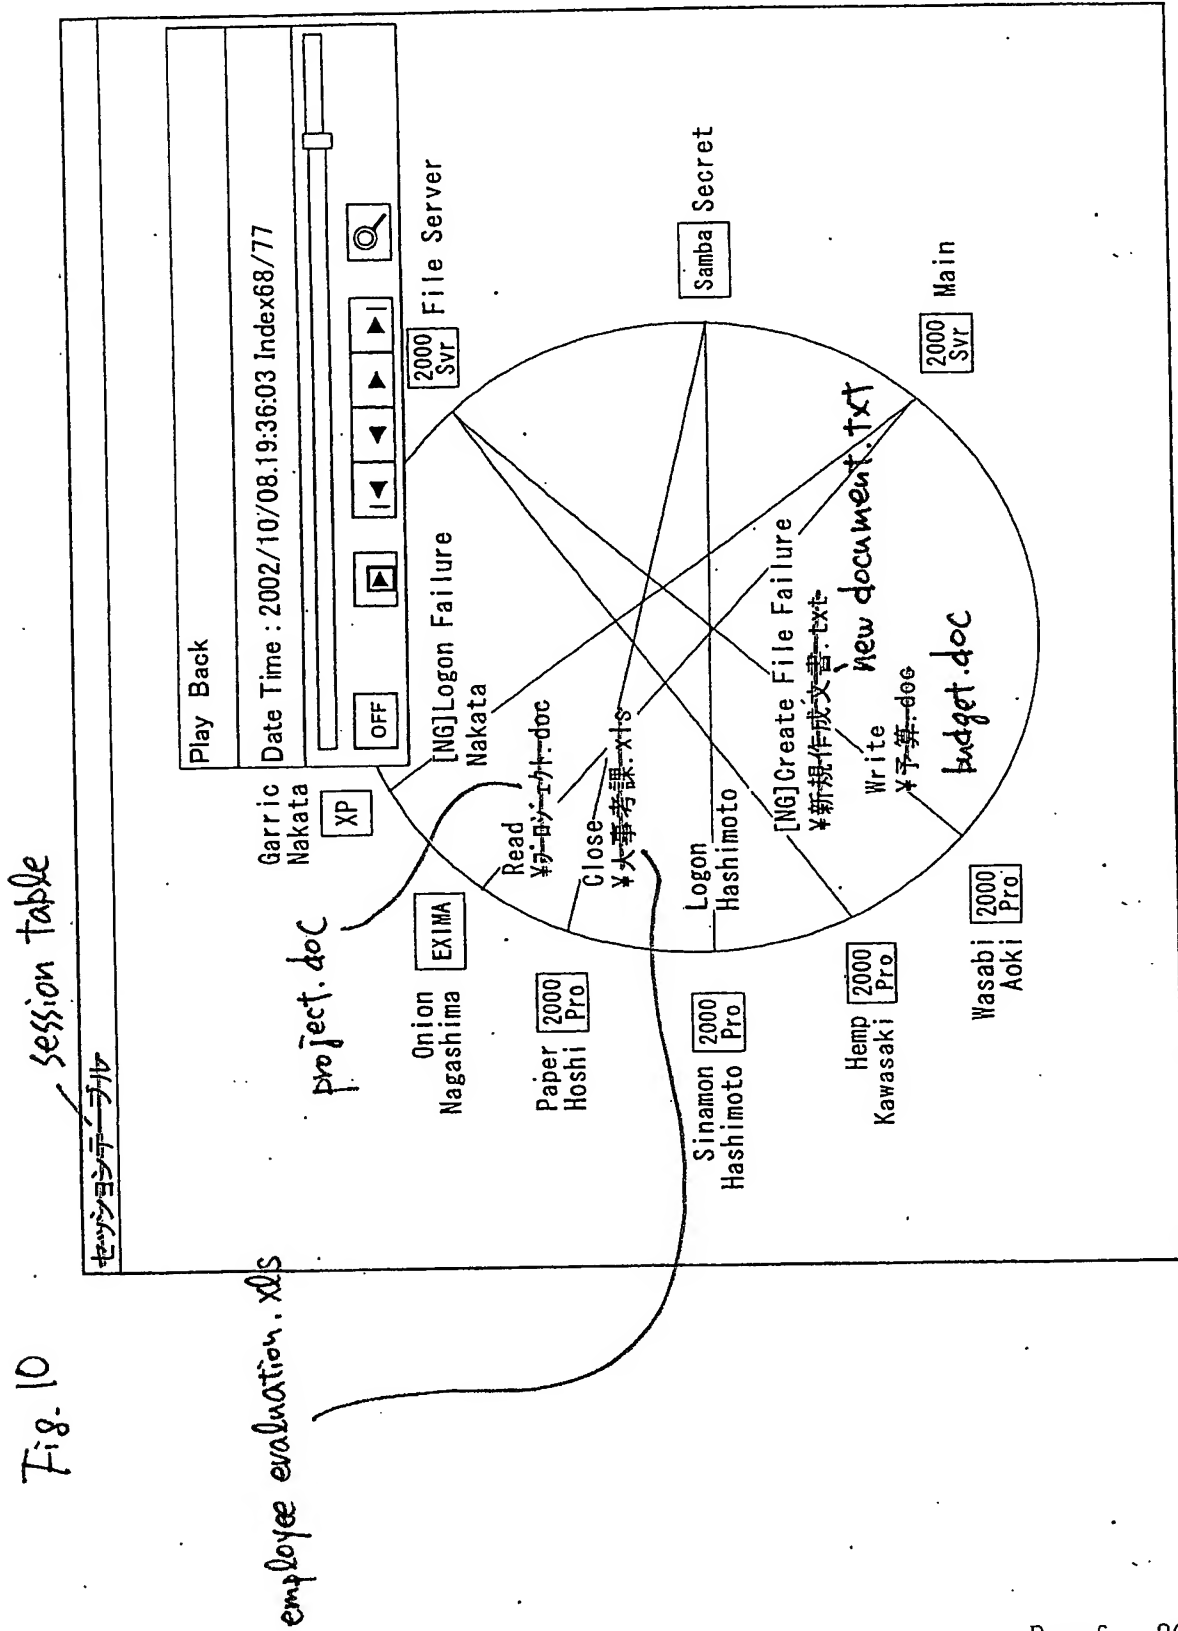 Fig. 10
session table
セッションテーブル
Play Back
Date Time : 2002/10/08.19:36:03 Index68/77
OFF
Garric
Nakata
XP
[NG]Logon Failure
Nakata
2000
Svr
File Server
project.doc
Onion
Nagashima
EXIMA
Read
¥プロジェクト.doc
employee evaluation.xls
Paper
Hoshi
2000
Pro
Close
¥人事考課.xls
Samba
Secret
Sinamon
Hashimoto
2000
Pro
Logon
Hashimoto
Hemp
Kawasaki
2000
Pro
[NG]Create File Failure
¥新規作成文書.txt
new document.txt
2000
Svr
Main
Wasabi
Aoki
2000
Pro
Write
¥予算.doc
budget.doc